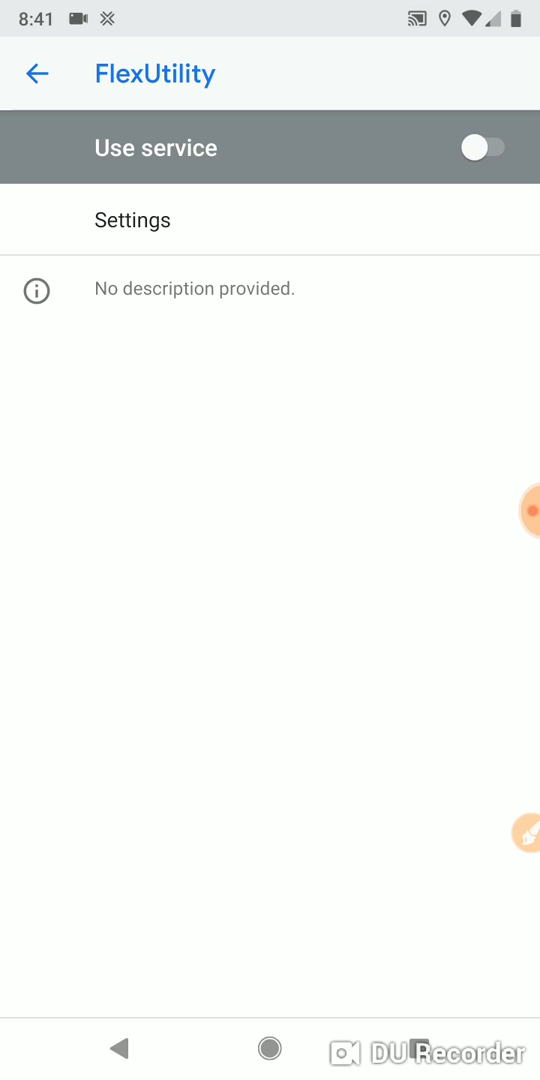 8:41
FlexUtility
Use service
Settings
No description provided.
DU Recorder